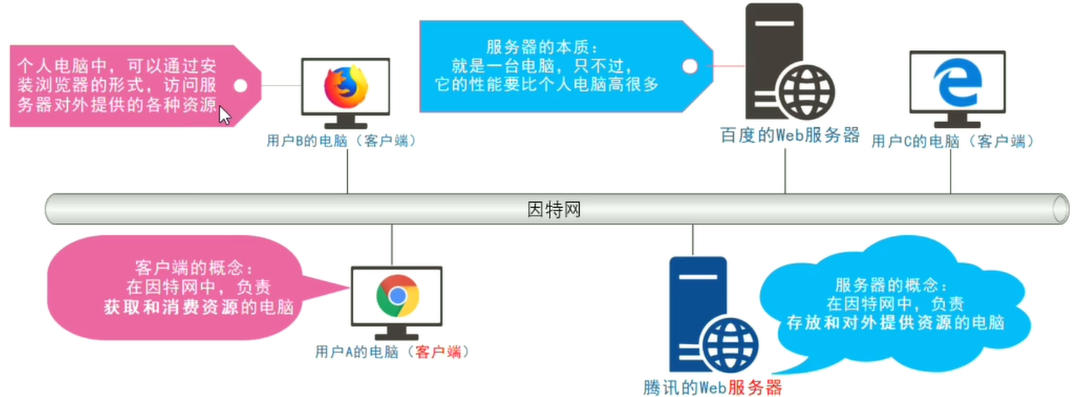 个人电脑中，可以通过安
装浏览器的形式，访问服
务器对外提供的各种资源
用户B的电脑（客户端）
服务器的本质：
就是一台电脑，只不过，
它的性能要比个人电脑高很多
百度的Web服务器
用户C的电脑（客户端）
因特网
客户端的概念：
在因特网中，负责
获取和消费资源的电脑
用户A的电脑（客户端）
腾讯的Web服务器
服务器的概念：
在因特网中，负责
存放和对外提供资源的电脑